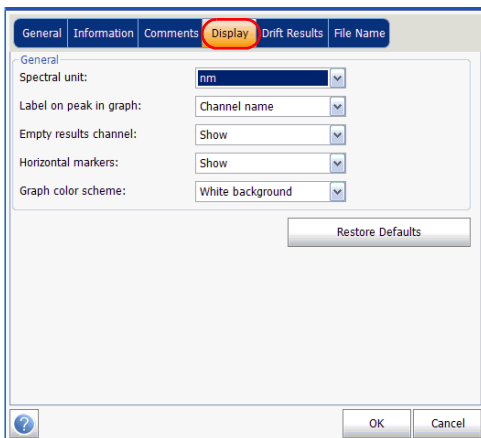 General Information Comments Display Drift Results File Name
General
Spectral unit: nm
Label on peak in graph: Channel name
Empty results channel: Show
Horizontal markers: Show
Graph color scheme: White background
Restore Defaults
? OK Cancel